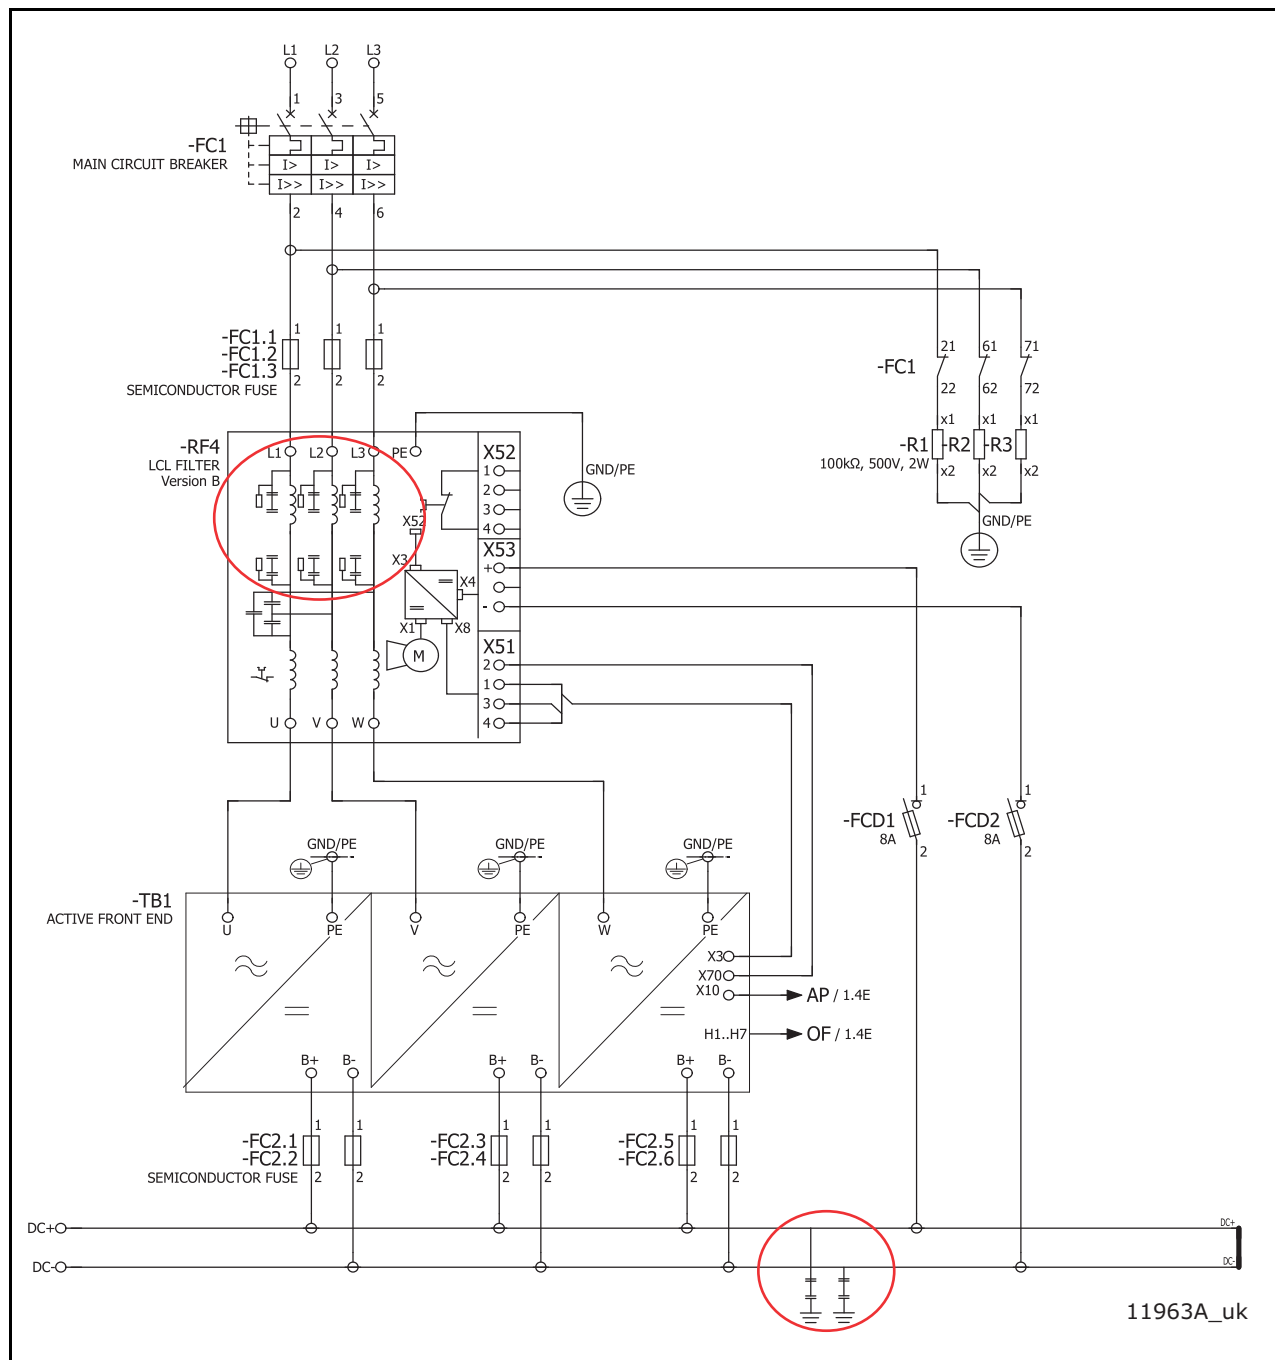 L1 L2 L3
1 3 5
-FC1
MAIN CIRCUIT BREAKER
I> I> I>
I>> I>> I>>
2 4 6
-FC1.1
-FC1.2
-FC1.3
SEMICONDUCTOR FUSE
1 1 1
2 2 2
-FC1
21 61 71
22 62 72
x1 x1 x1
-R1 -R2 -R3
100kΩ, 500V, 2W
x2 x2 x2
GND/PE
-RF4
LCL FILTER
Version B
L1 L2 L3 PE
GND/PE
X52
1
2
3
4
X52
X53
+
-
X3
X4
X1 X8
M
X51
2
1
3
4
U V W
-FCD1
8A
1
2
-FCD2
8A
1
2
GND/PE GND/PE GND/PE
-TB1
ACTIVE FRONT END
U PE V PE W PE
X3
X70
X10
AP / 1.4E
H1..H7
OF / 1.4E
B+ B- B+ B- B+ B-
-FC2.1
-FC2.2
SEMICONDUCTOR FUSE
1 1
2 2
-FC2.3
-FC2.4
1 1
2 2
-FC2.5
-FC2.6
1 1
2 2
DC+
DC-
DC+
DC-
11963A_uk